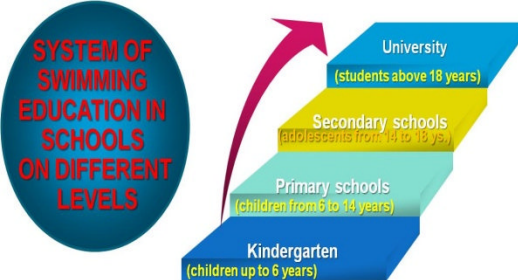 SYSTEM OF
SWIMMING
EDUCATION IN
SCHOOLS
ON DIFFERENT
LEVELS
University
(students above 18 years)
Secondary schools
(adolescents from 14 to 18 ys.)
Primary schools
(children from 6 to 14 years)
Kindergarten
(children up to 6 years)